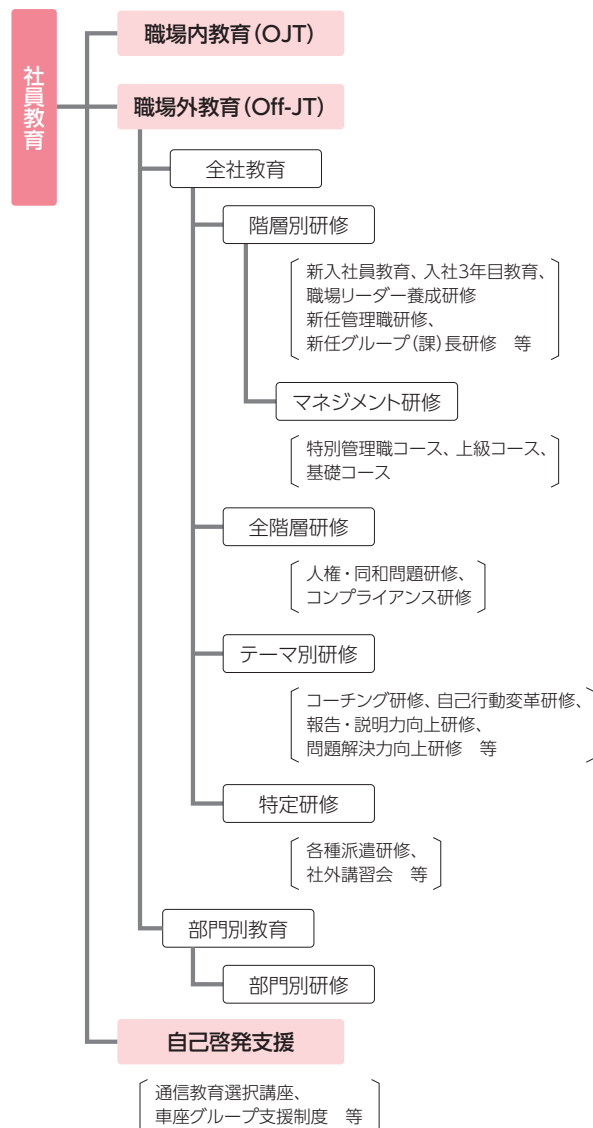 社員教育
職場内教育(OJT)
職場外教育(Off-JT)
全社教育
階層別研修
新入社員教育、入社3年目教育、
職場リーダー養成研修
新任管理職研修、
新任グループ(課)長研修　等
マネジメント研修
特別管理職コース、上級コース、
基礎コース
全階層研修
人権・同和問題研修、
コンプライアンス研修
テーマ別研修
コーチング研修、自己行動変革研修、
報告・説明力向上研修、
問題解決力向上研修　等
特定研修
各種派遣研修、
社外講習会　等
部門別教育
部門別研修
自己啓発支援
通信教育選択講座、
車座グループ支援制度　等